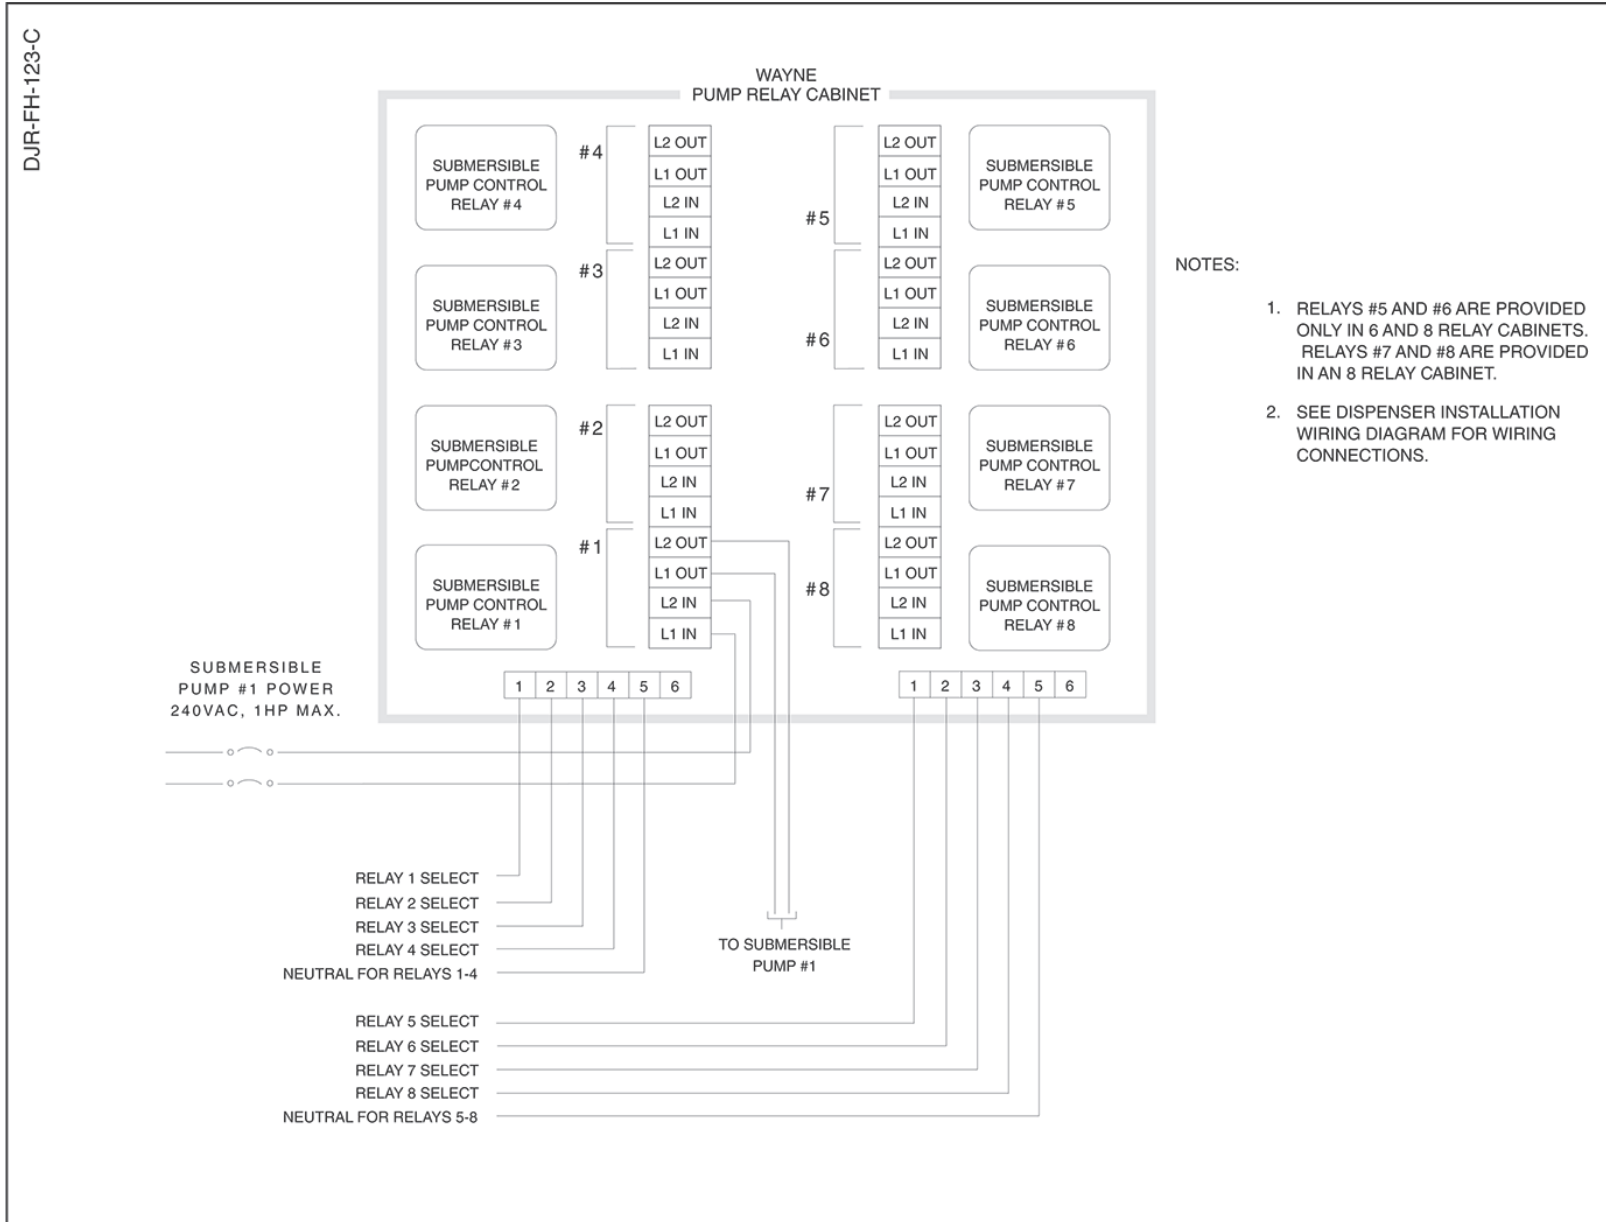 DJR-FH-123-C
WAYNE
PUMP RELAY CABINET
SUBMERSIBLE
PUMP CONTROL
RELAY #4
#4
L2 OUT
L1 OUT
L2 IN
L1 IN
SUBMERSIBLE
PUMP CONTROL
RELAY #3
#3
L2 OUT
L1 OUT
L2 IN
L1 IN
SUBMERSIBLE
PUMPCONTROL
RELAY #2
#2
L2 OUT
L1 OUT
L2 IN
L1 IN
SUBMERSIBLE
PUMP CONTROL
RELAY #1
#1
L2 OUT
L1 OUT
L2 IN
L1 IN
#5
L2 OUT
L1 OUT
L2 IN
L1 IN
SUBMERSIBLE
PUMP CONTROL
RELAY #5
#6
L2 OUT
L1 OUT
L2 IN
L1 IN
SUBMERSIBLE
PUMP CONTROL
RELAY #6
#7
L2 OUT
L1 OUT
L2 IN
L1 IN
SUBMERSIBLE
PUMP CONTROL
RELAY #7
#8
L2 OUT
L1 OUT
L2 IN
L1 IN
SUBMERSIBLE
PUMP CONTROL
RELAY #8
1 2 3 4 5 6
1 2 3 4 5 6
SUBMERSIBLE
PUMP #1 POWER
240VAC, 1HP MAX.
RELAY 1 SELECT
RELAY 2 SELECT
RELAY 3 SELECT
RELAY 4 SELECT
NEUTRAL FOR RELAYS 1-4
TO SUBMERSIBLE
PUMP #1
RELAY 5 SELECT
RELAY 6 SELECT
RELAY 7 SELECT
RELAY 8 SELECT
NEUTRAL FOR RELAYS 5-8
NOTES:
1. RELAYS #5 AND #6 ARE PROVIDED
ONLY IN 6 AND 8 RELAY CABINETS.
RELAYS #7 AND #8 ARE PROVIDED
IN AN 8 RELAY CABINET.
2. SEE DISPENSER INSTALLATION
WIRING DIAGRAM FOR WIRING
CONNECTIONS.